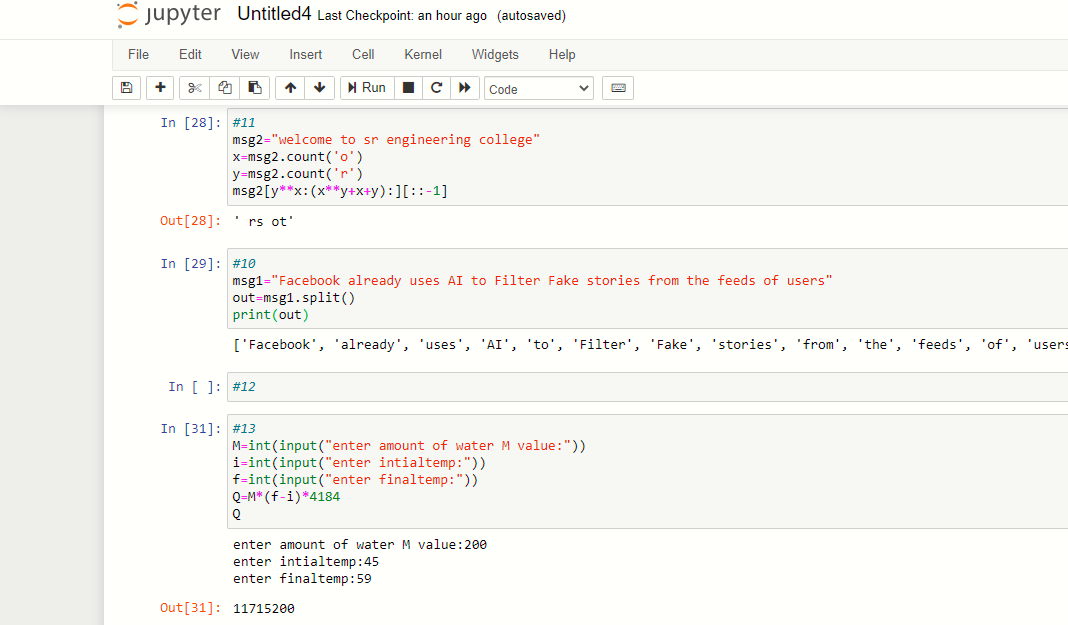 jupyter Untitled4 Last Checkpoint: an hour ago (autosaved)
File Edit View Insert Cell Kernel Widgets Help
Run Code
In [28]: #11
msg2="welcome to sr engineering college"
x=msg2.count('o')
y=msg2.count('r')
msg2[y**x:(x**y+x+y):][::-1]
Out[28]: ' rs ot'
In [29]: #10
msg1="Facebook already uses AI to Filter Fake stories from the feeds of users"
out=msg1.split()
print(out)
['Facebook', 'already', 'uses', 'AI', 'to', 'Filter', 'Fake', 'stories', 'from', 'the', 'feeds', 'of', 'users
In [ ]: #12
In [31]: #13
M=int(input("enter amount of water M value:"))
i=int(input("enter intialtemp:"))
f=int(input("enter finaltemp:"))
Q=M*(f-i)*4184
Q
enter amount of water M value:200
enter intialtemp:45
enter finaltemp:59
Out[31]: 11715200